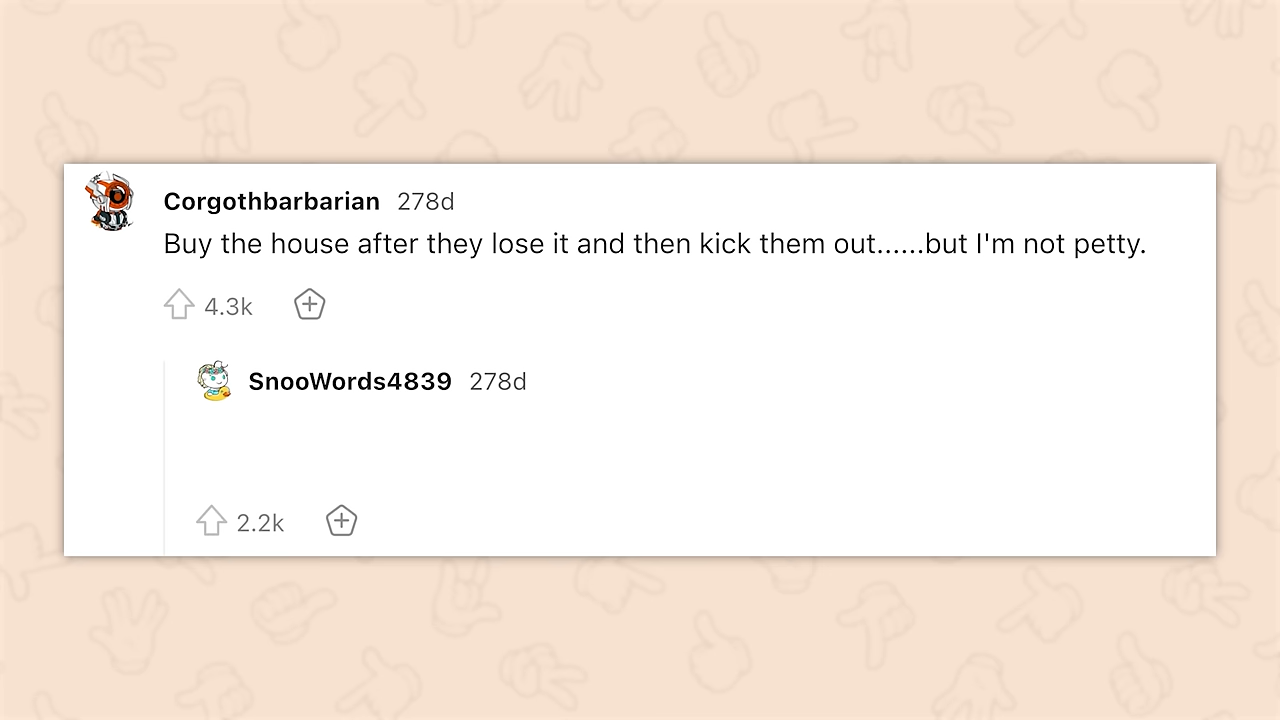 Corgothbarbarian 278d
Buy the house after they lose it and then kick them out......but I'm not petty.
4.3k
SnooWords4839 278d
2.2k